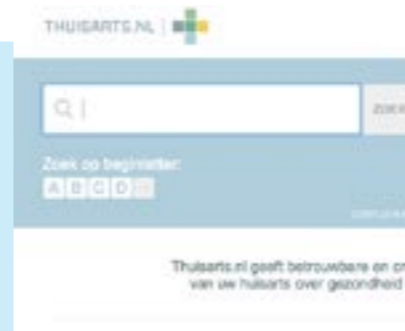 THUISARTS.NL
ZOEK
Zoek op beginletter:
A B C D
Thuisarts.nl geeft betrouwbare en
van uw huisarts over gezondheid